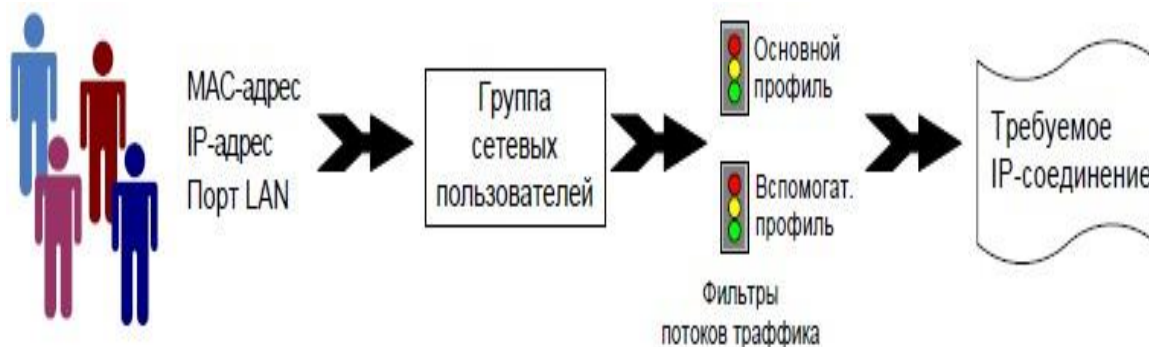 MAC-адрес
IP-адрес
Порт LAN
Группа
сетевых
пользователей
Основной
профиль
Вспомогат.
профиль
Фильтры
потоков траффика
Требуемое
IP-соединение